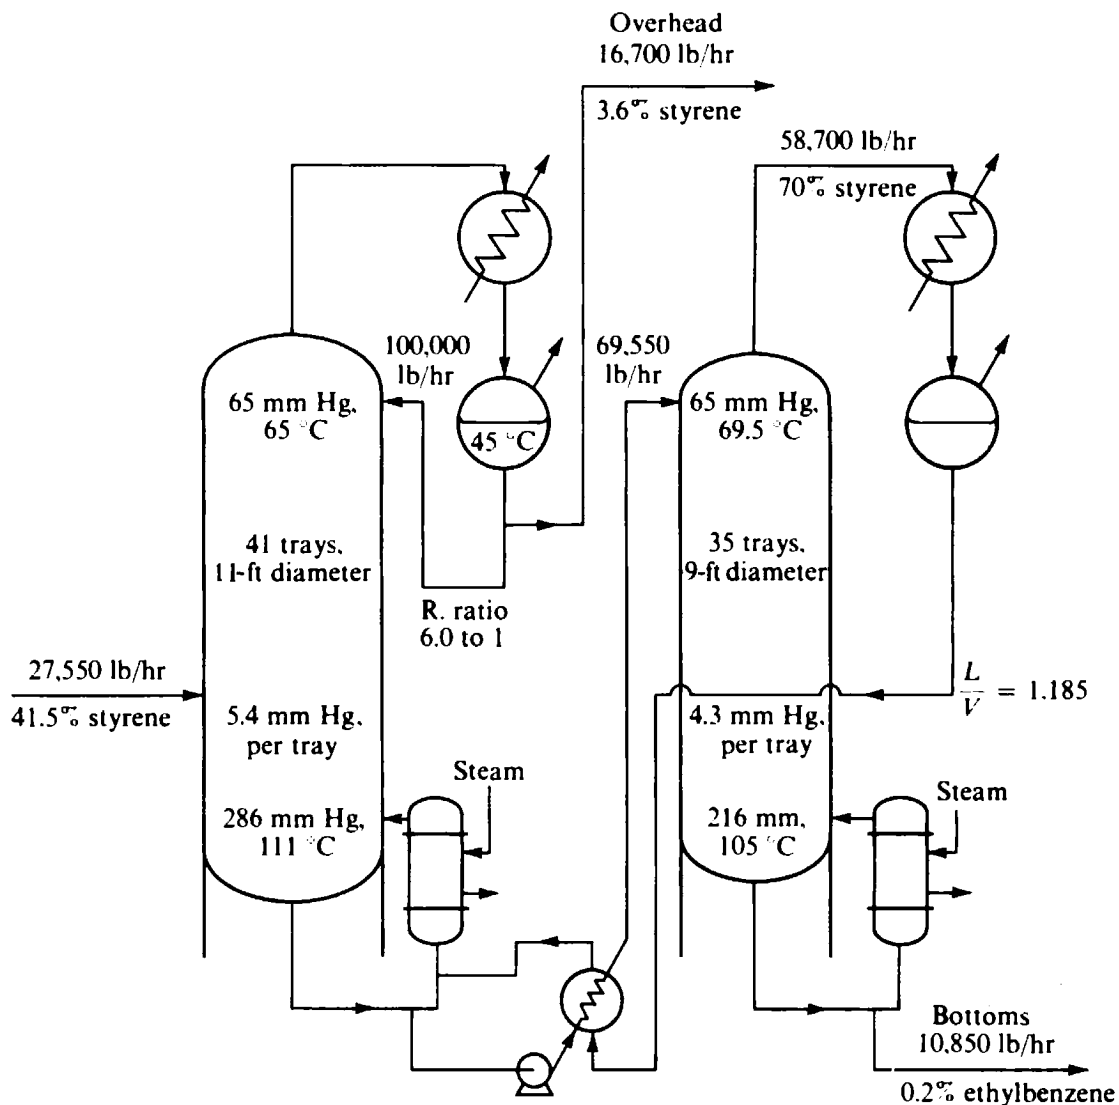 Overhead
16,700 lb/hr
3.6% styrene
58,700 lb/hr
70% styrene
100,000
lb/hr
69,550
lb/hr
65 mm Hg,
65 °C
45 °C
65 mm Hg,
69.5 °C
41 trays,
11-ft diameter
35 trays,
9-ft diameter
R. ratio
6.0 to 1
27,550 lb/hr
41.5% styrene
L/V = 1.185
5.4 mm Hg,
per tray
4.3 mm Hg,
per tray
Steam
Steam
286 mm Hg,
111 °C
216 mm,
105 °C
Bottoms
10,850 lb/hr
0.2% ethylbenzene